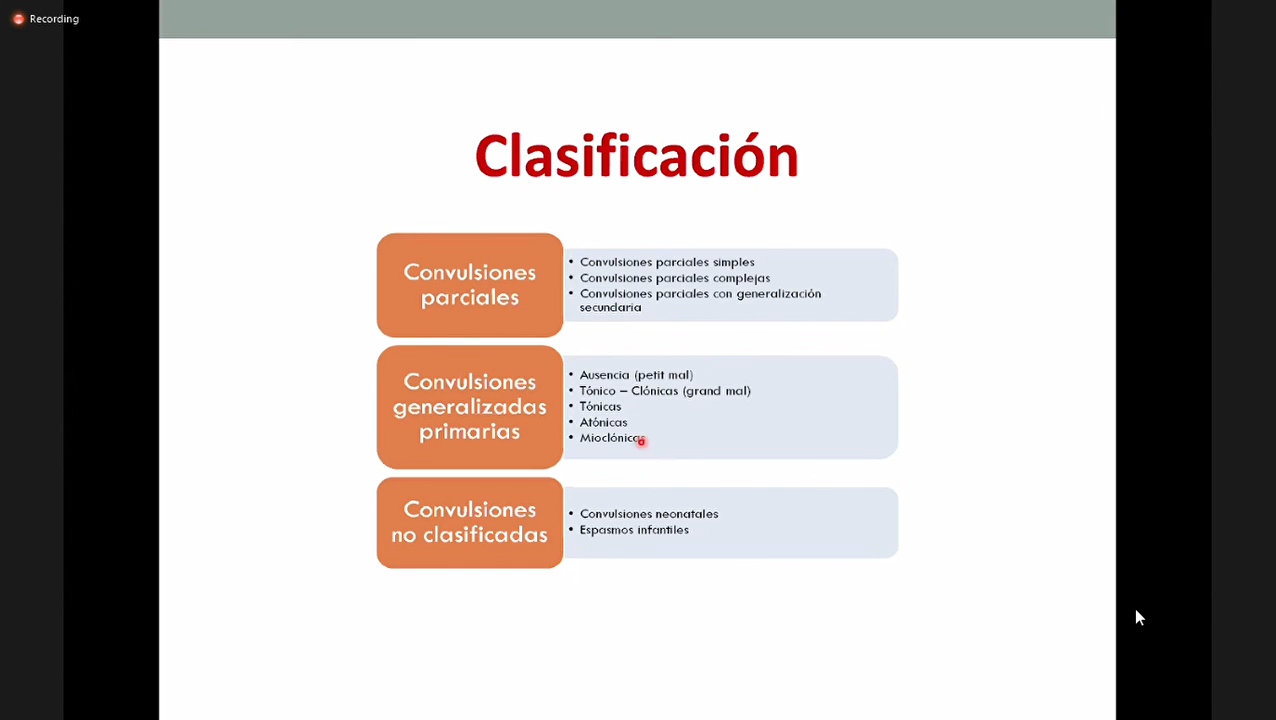 Recording
Clasificación
Convulsiones
parciales
• Convulsiones parciales simples
• Convulsiones parciales complejas
• Convulsiones parciales con generalización
secundaria
Convulsiones
generalizadas
primarias
• Ausencia (petit mal)
• Tónico – Clónicas (grand mal)
• Tónicas
• Atónicas
• Mioclónicas
Convulsiones
no clasificadas
• Convulsiones neonatales
• Espasmos infantiles